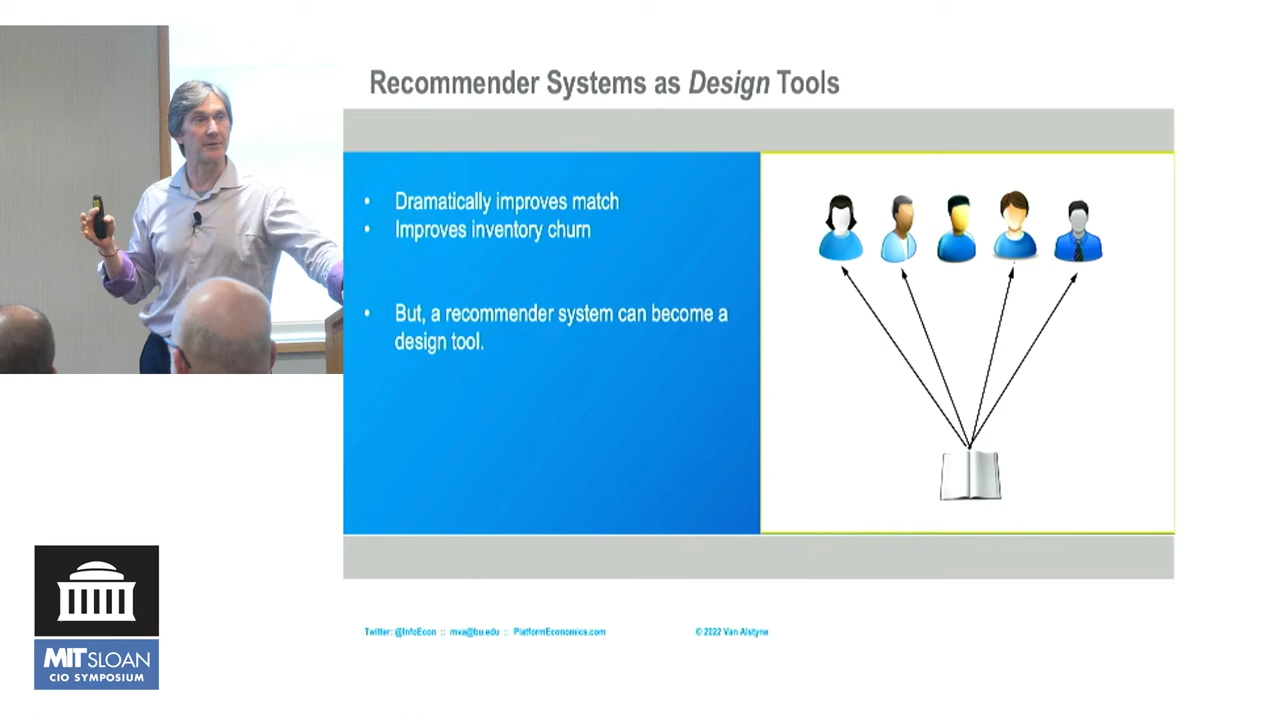 Recommender Systems as Design Tools
• Dramatically improves match
• Improves inventory churn
• But, a recommender system can become a
design tool.
Twitter: @InfoEcon :: mva@bu.edu :: PlatformEconomics.com
© 2022 Van Alstyne
MIT SLOAN
CIO SYMPOSIUM